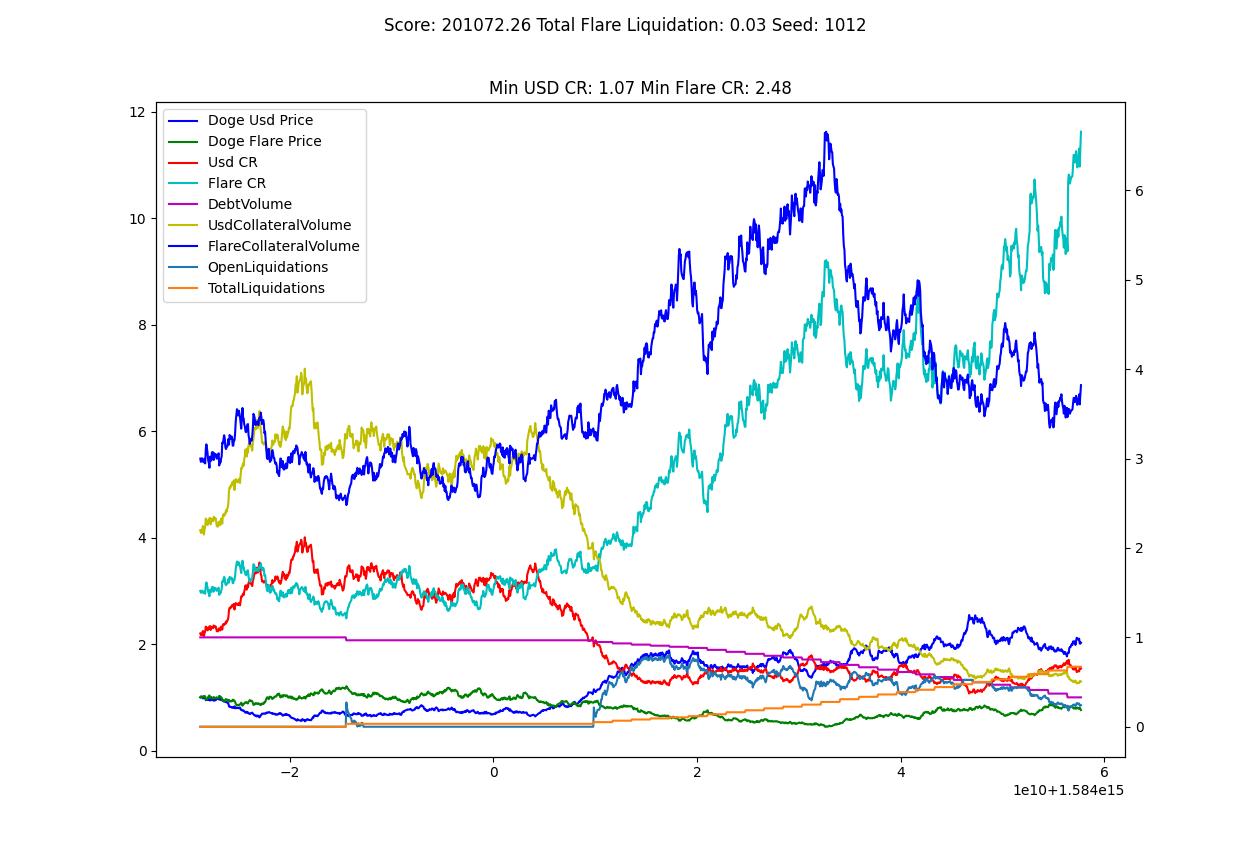 Score: 201072.26 Total Flare Liquidation: 0.03 Seed: 1012
Min USD CR: 1.07 Min Flare CR: 2.48
Doge Usd Price
Doge Flare Price
Usd CR
Flare CR
DebtVolume
UsdCollateralVolume
FlareCollateralVolume
OpenLiquidations
TotalLiquidations
12
10
8
6
4
2
0
6
5
4
3
2
1
0
−2
0
2
4
6
1e10+1.584e15